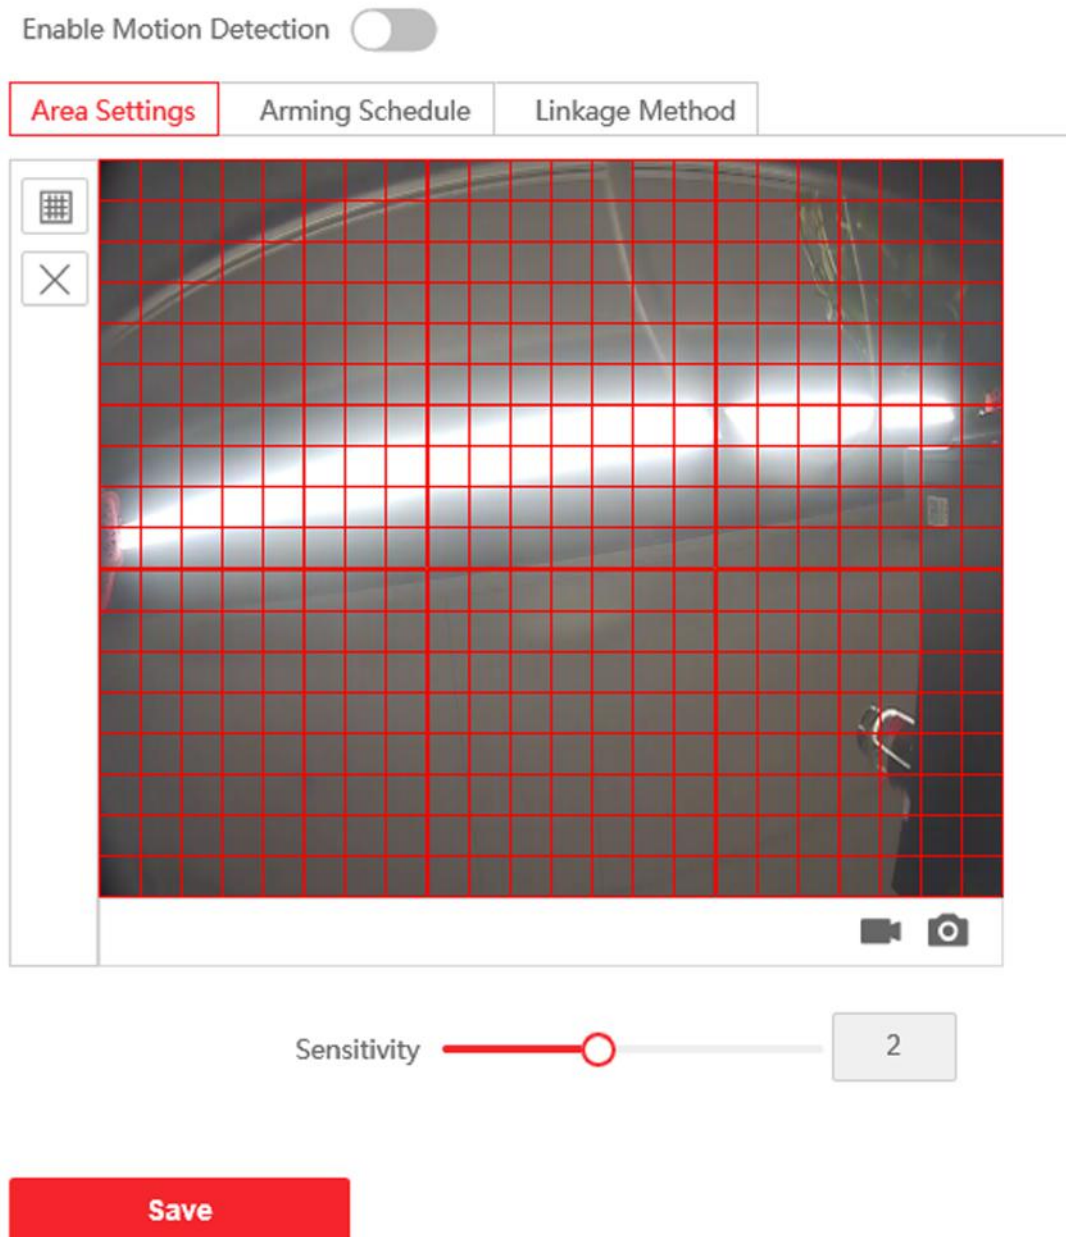 Enable Motion Detection
Area Settings Arming Schedule Linkage Method
Sensitivity 2
Save